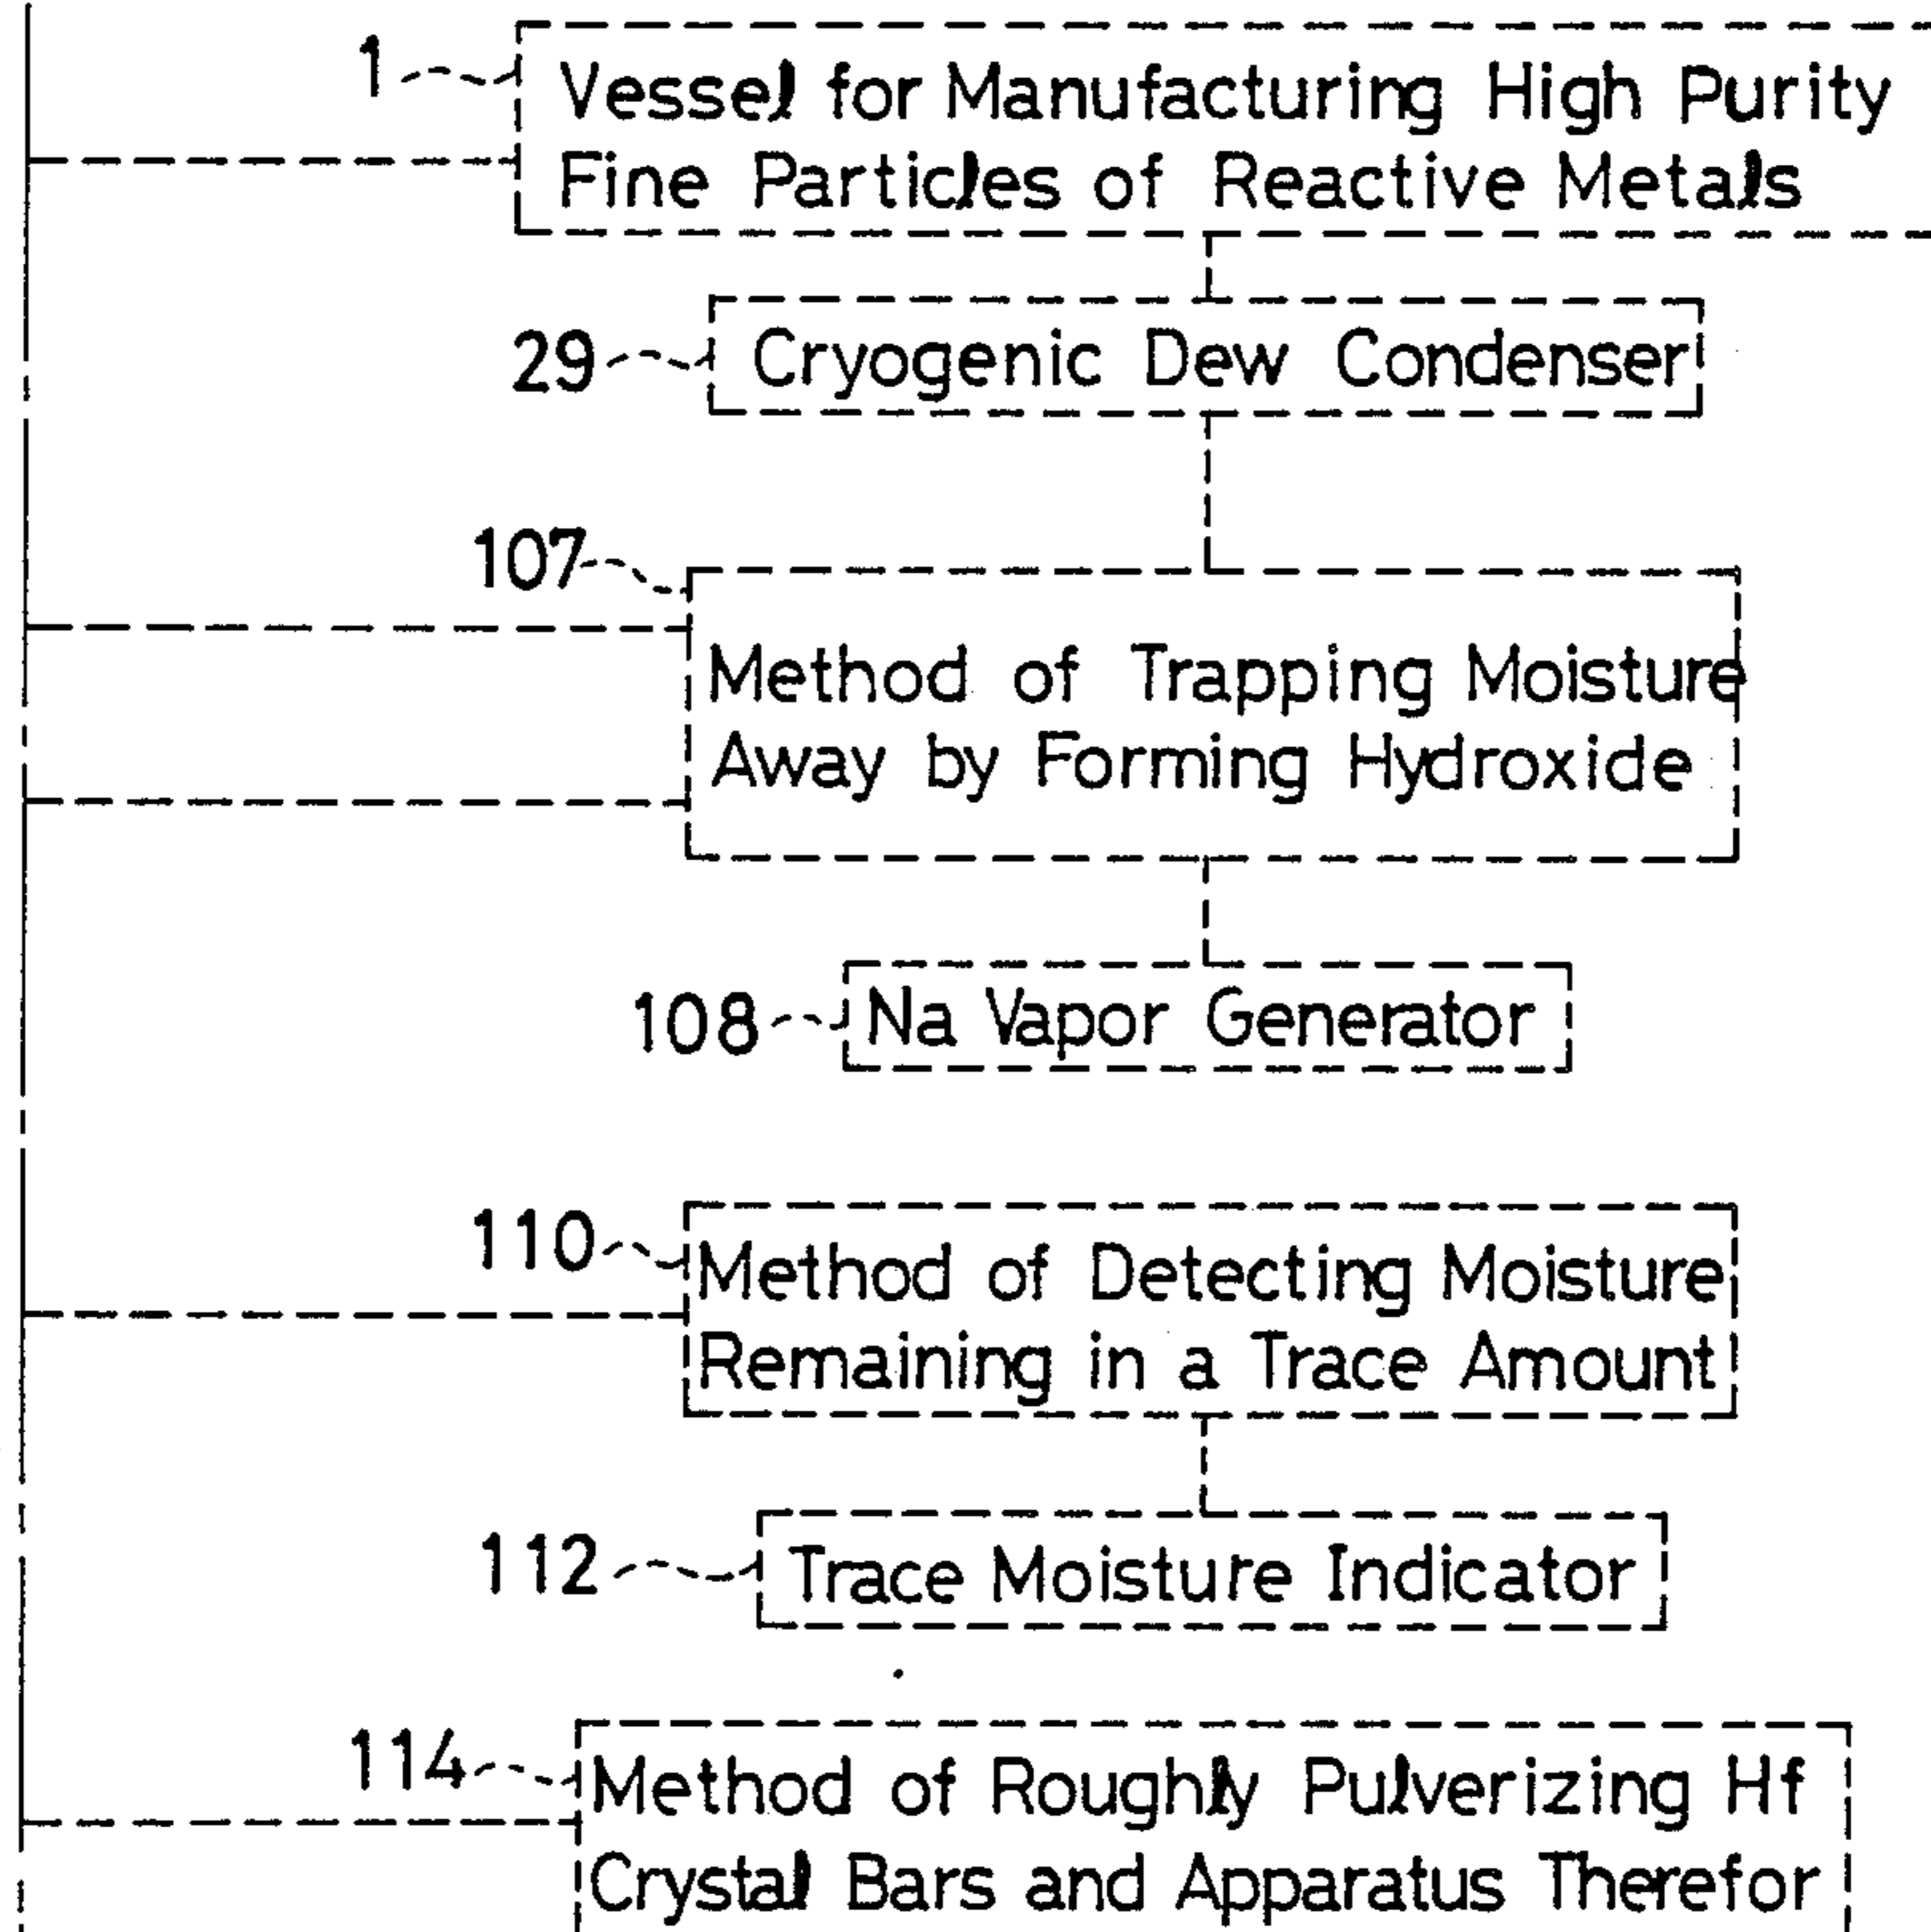 1
Vessel for Manufacturing High Purity
Fine Particles of Reactive Metals
29
Cryogenic Dew Condenser
107
Method of Trapping Moisture
Away by Forming Hydroxide
108
Na Vapor Generator
110
Method of Detecting Moisture
Remaining in a Trace Amount
112
Trace Moisture Indicator
114
Method of Roughly Pulverizing Hf
Crystal Bars and Apparatus Therefor